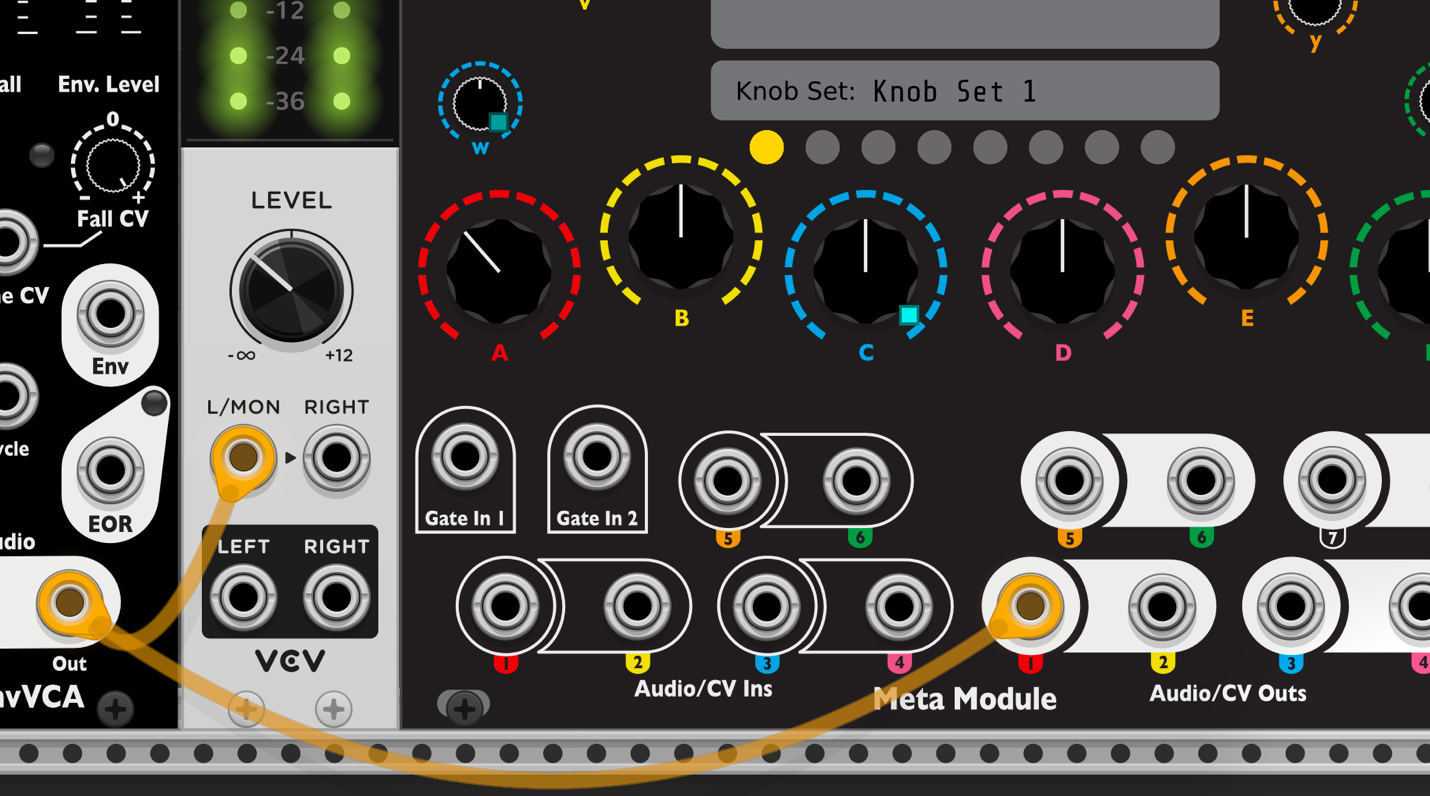 -12
-24
-36
all
Env. Level
0
- +
Fall CV
e CV
Env
ycle
EOR
dio
Out
nvVCA
LEVEL
-∞ +12
L/MON RIGHT
LEFT RIGHT
VCV
V
y
Knob Set: Knob Set 1
w
A
B
C
D
E
Gate In 1
Gate In 2
5
6
5
6
7
1
2
3
4
1
2
3
4
Audio/CV Ins
Meta Module
Audio/CV Outs